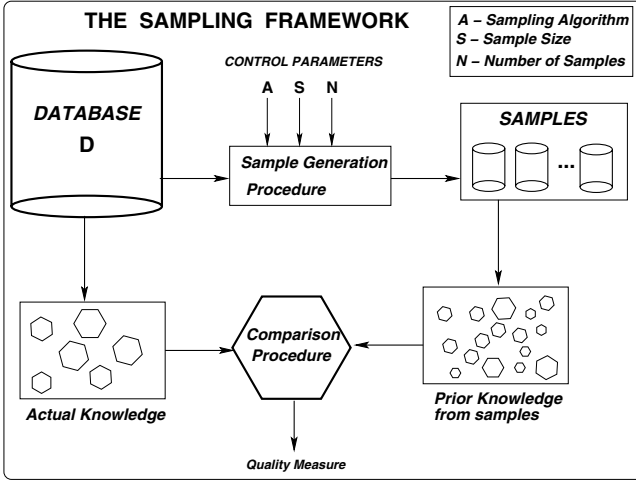 THE SAMPLING FRAMEWORK
A – Sampling Algorithm
S – Sample Size
N – Number of Samples
CONTROL PARAMETERS
A S N
DATABASE
D
Sample Generation
Procedure
SAMPLES
...
Comparison
Procedure
Actual Knowledge
Prior Knowledge
from samples
Quality Measure